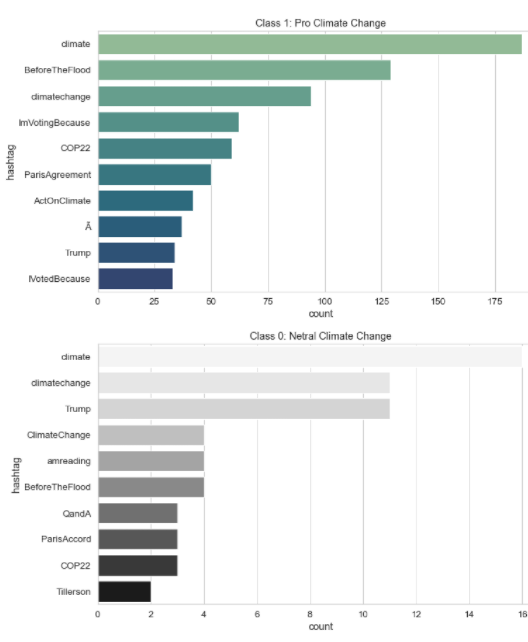 Class 1: Pro Climate Change
climate
BeforeTheFlood
climatechange
ImVotingBecause
COP22
ParisAgreement
ActOnClimate
Ã
Trump
IVotedBecause
hashtag
0 25 50 75 100 125 150 175
count
Class 0: Netral Climate Change
climate
climatechange
Trump
ClimateChange
amreading
BeforeTheFlood
QandA
ParisAccord
COP22
Tillerson
hashtag
0 2 4 6 8 10 12 14 16
count